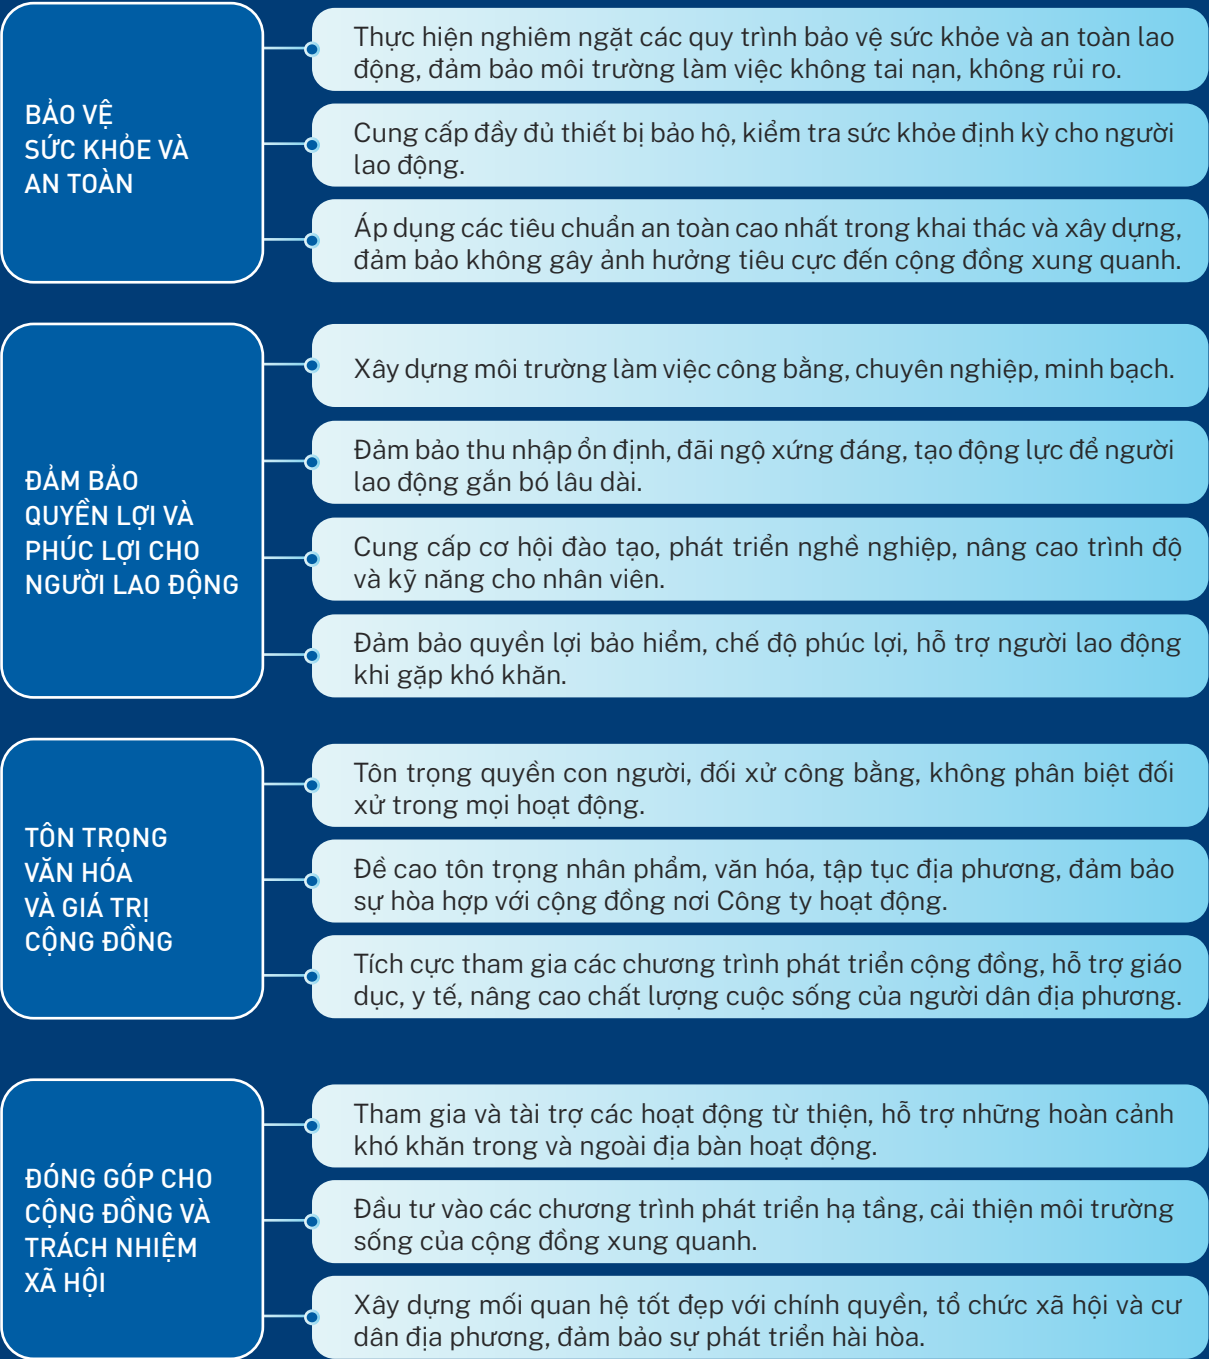 BẢO VỆ
SỨC KHỎE VÀ
AN TOÀN
Thực hiện nghiêm ngặt các quy trình bảo vệ sức khỏe và an toàn lao
động, đảm bảo môi trường làm việc không tai nạn, không rủi ro.
Cung cấp đầy đủ thiết bị bảo hộ, kiểm tra sức khỏe định kỳ cho người
lao động.
Áp dụng các tiêu chuẩn an toàn cao nhất trong khai thác và xây dựng,
đảm bảo không gây ảnh hưởng tiêu cực đến cộng đồng xung quanh.
ĐẢM BẢO
QUYỀN LỢI VÀ
PHÚC LỢI CHO
NGƯỜI LAO ĐỘNG
Xây dựng môi trường làm việc công bằng, chuyên nghiệp, minh bạch.
Đảm bảo thu nhập ổn định, đãi ngộ xứng đáng, tạo động lực để người
lao động gắn bó lâu dài.
Cung cấp cơ hội đào tạo, phát triển nghề nghiệp, nâng cao trình độ
và kỹ năng cho nhân viên.
Đảm bảo quyền lợi bảo hiểm, chế độ phúc lợi, hỗ trợ người lao động
khi gặp khó khăn.
TÔN TRỌNG
VĂN HÓA
VÀ GIÁ TRỊ
CỘNG ĐỒNG
Tôn trọng quyền con người, đối xử công bằng, không phân biệt đối
xử trong mọi hoạt động.
Đề cao tôn trọng nhân phẩm, văn hóa, tập tục địa phương, đảm bảo
sự hòa hợp với cộng đồng nơi Công ty hoạt động.
Tích cực tham gia các chương trình phát triển cộng đồng, hỗ trợ giáo
dục, y tế, nâng cao chất lượng cuộc sống của người dân địa phương.
ĐÓNG GÓP CHO
CỘNG ĐỒNG VÀ
TRÁCH NHIỆM
XÃ HỘI
Tham gia và tài trợ các hoạt động từ thiện, hỗ trợ những hoàn cảnh
khó khăn trong và ngoài địa bàn hoạt động.
Đầu tư vào các chương trình phát triển hạ tầng, cải thiện môi trường
sống của cộng đồng xung quanh.
Xây dựng mối quan hệ tốt đẹp với chính quyền, tổ chức xã hội và cư
dân địa phương, đảm bảo sự phát triển hài hòa.